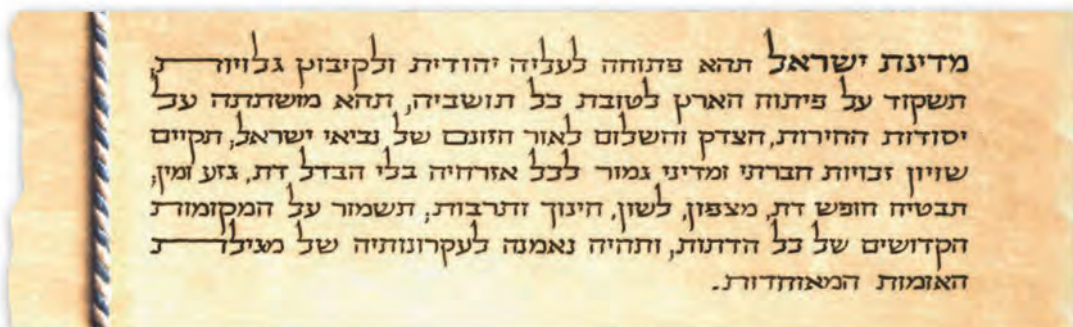 מדינת ישראל תהא פתוחה לעליה יהודית ולקיבוץ גלויות;
תשקוד על פיתוח הארץ לטובת כל תושביה, תהא מושתתה על
יסודות החירות, הצדק והשלום לאור חזונם של נביאי ישראל; תקיים
שויון זכויות חברתי ומדיני גמור לכל אזרחיה בלי הבדל דת, גזע ומין;
תבטיח חופש דת, מצפון, לשון, חינוך ותרבות; תשמור על המקומות
הקדושים של כל הדתות; ותהיה נאמנה לעקרונותיה של מגילת
האומות המאוחדות.